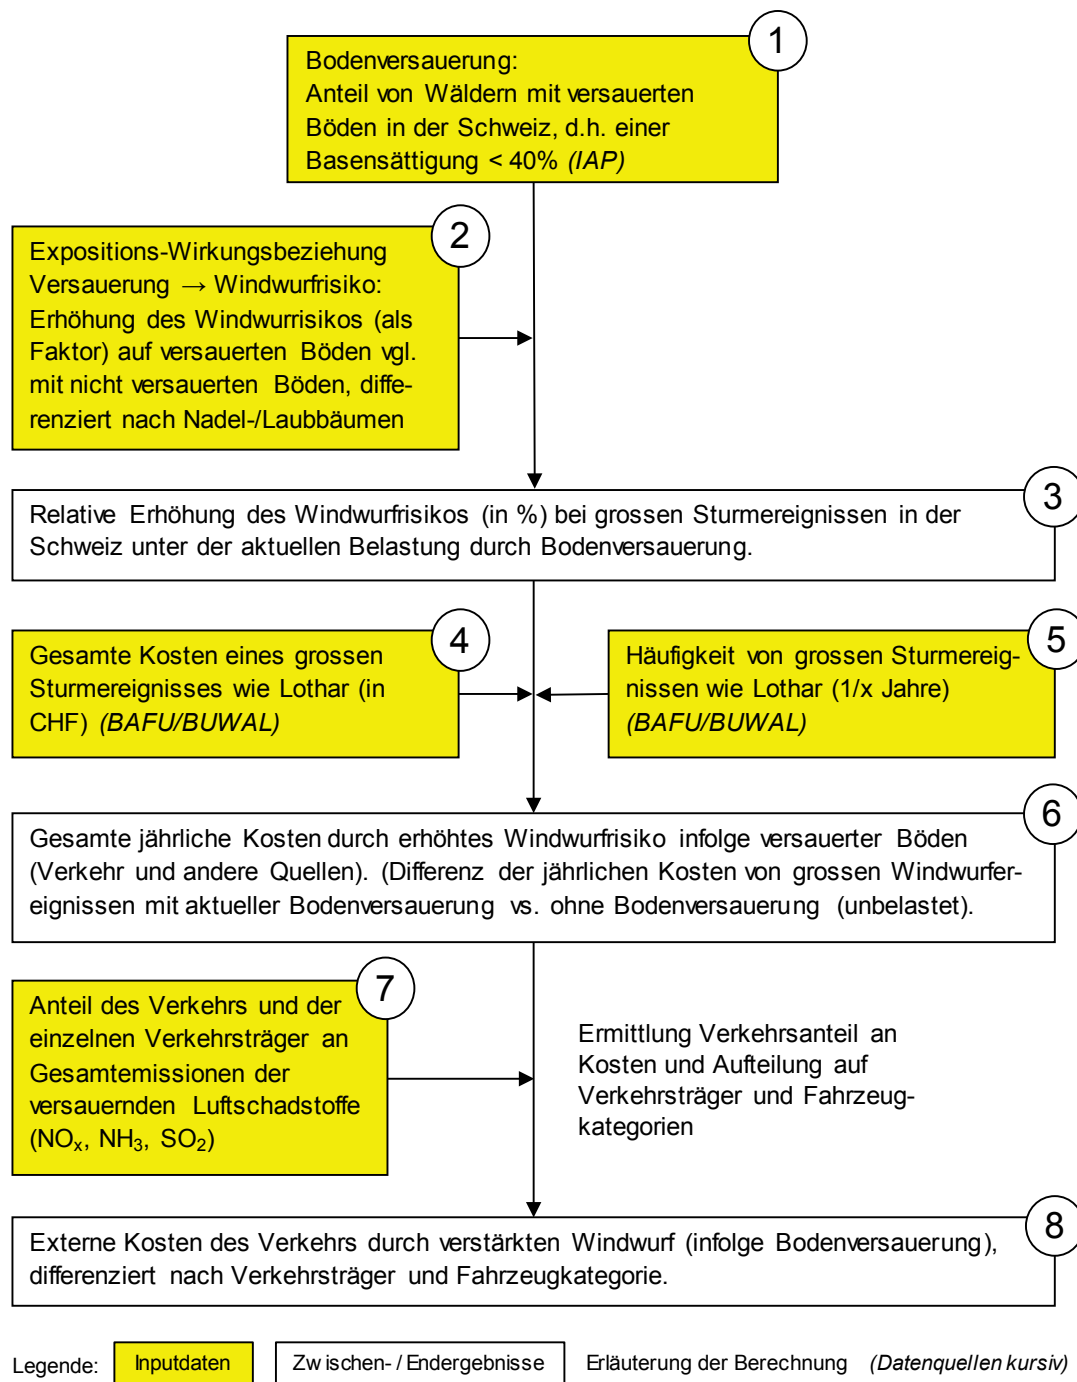 1
Bodenversauerung:
Anteil von Wäldern mit versauerten
Böden in der Schweiz, d.h. einer
Basensättigung < 40% (IAP)
2
Expositions-Wirkungsbeziehung
Versauerung → Windwurfrisiko:
Erhöhung des Windwurrisikos (als
Faktor) auf versauerten Böden vgl.
mit nicht versauerten Böden, diffe-
renziert nach Nadel-/Laubbäumen
3
Relative Erhöhung des Windwurfrisikos (in %) bei grossen Sturmereignissen in der
Schweiz unter der aktuellen Belastung durch Bodenversauerung.
4
Gesamte Kosten eines grossen
Sturmereignisses wie Lothar (in
CHF) (BAFU/BUWAL)
5
Häufigkeit von grossen Sturmereig-
nissen wie Lothar (1/x Jahre)
(BAFU/BUWAL)
6
Gesamte jährliche Kosten durch erhöhtes Windwurfrisiko infolge versauerter Böden
(Verkehr und andere Quellen). (Differenz der jährlichen Kosten von grossen Windwurfer-
eignissen mit aktueller Bodenversauerung vs. ohne Bodenversauerung (unbelastet).
7
Anteil des Verkehrs und der
einzelnen Verkehrsträger an
Gesamtemissionen der
versauernden Luftschadstoffe
(NOₓ, NH₃, SO₂)
Ermittlung Verkehrsanteil an
Kosten und Aufteilung auf
Verkehrsträger und Fahrzeug-
kategorien
8
Externe Kosten des Verkehrs durch verstärkten Windwurf (infolge Bodenversauerung),
differenziert nach Verkehrsträger und Fahrzeugkategorie.
Legende: Inputdaten Zwischen- / Endergebnisse Erläuterung der Berechnung (Datenquellen kursiv)